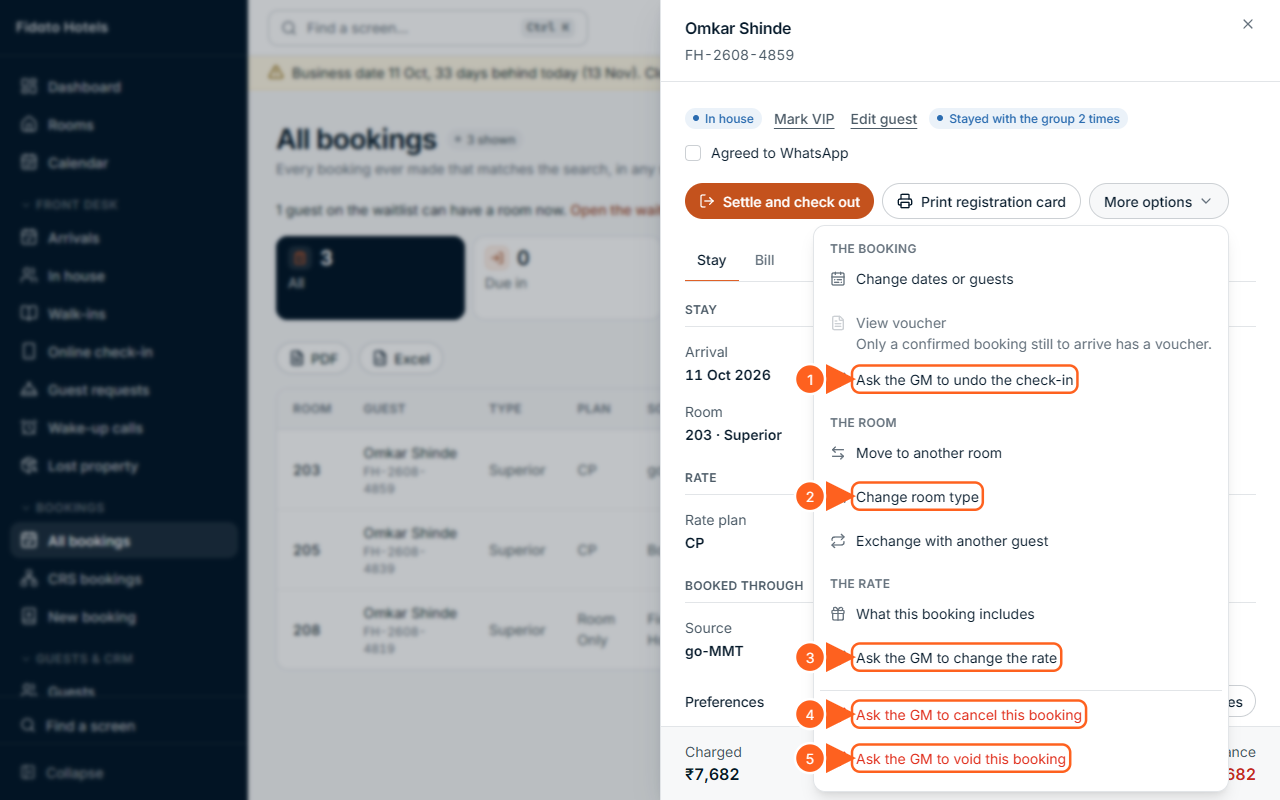 Fidato Hotels
Find a screen...
Ctrl K
Dashboard
Rooms
Calendar
FRONT DESK
Arrivals
In house
Walk-ins
Online check-in
Guest requests
Wake-up calls
Lost property
BOOKINGS
All bookings
CRS bookings
New booking
GUESTS & CRM
Guests
Find a screen
Collapse
Business date 11 Oct, 33 days behind today (13 Nov).
All bookings
3 shown
Every booking ever made that matches the search, in any
1 guest on the waitlist can have a room now. Open the
3
All
0
Due in
PDF
Excel
ROOM GUEST TYPE PLAN
203 Omkar Shinde Superior CP
FH-2608-
4859
205 Omkar Shinde Superior CP
FH-2608-
4839
208 Omkar Shinde Superior Room
FH-2608- Only
4819
Omkar Shinde
FH-2608-4859
In house
Mark VIP
Edit guest
Stayed with the group 2 times
Agreed to WhatsApp
Settle and check out
Print registration card
More options
Stay
Bill
STAY
Arrival
11 Oct 2026
Room
203 · Superior
RATE
Rate plan
CP
BOOKED THROUGH
Source
go-MMT
Preferences
Charged
₹7,682
THE BOOKING
Change dates or guests
View voucher
Only a confirmed booking still to arrive has a voucher.
1 Ask the GM to undo the check-in
THE ROOM
Move to another room
2 Change room type
Exchange with another guest
THE RATE
What this booking includes
3 Ask the GM to change the rate
4 Ask the GM to cancel this booking
5 Ask the GM to void this booking